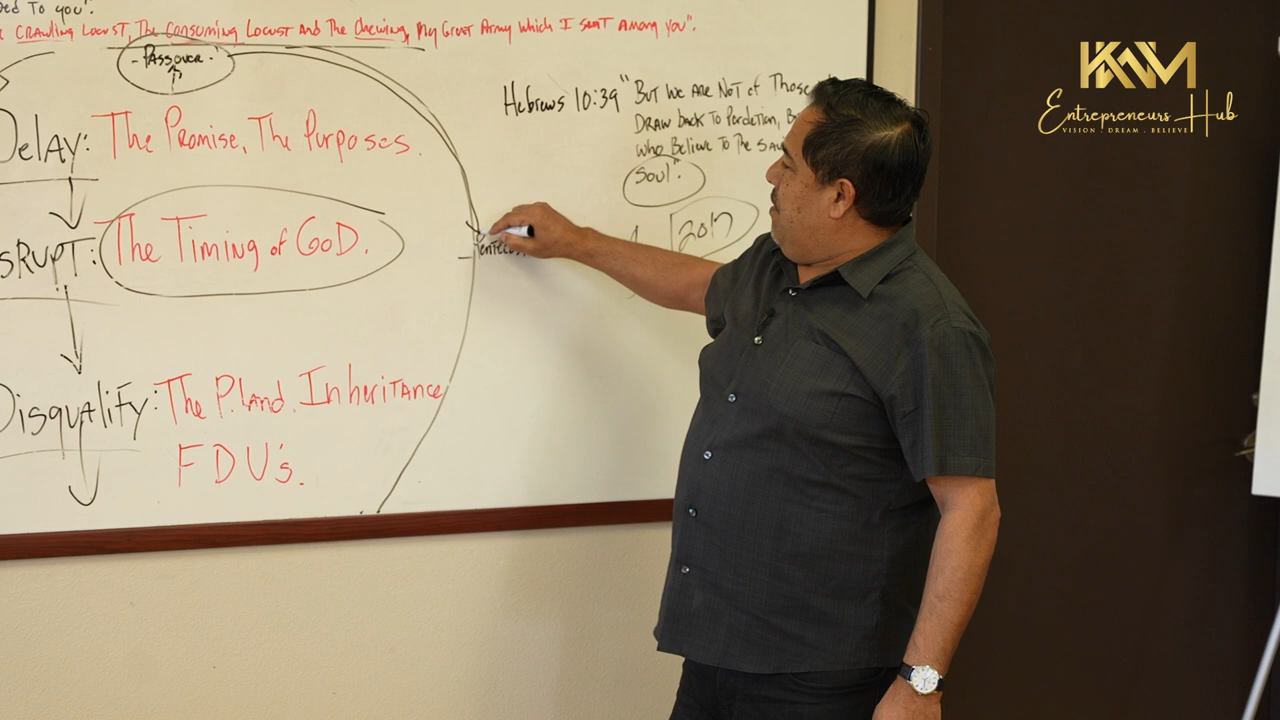 to you".
Crawling Locust, The Consuming Locust And The Chewing, My Great Army Which I Sent Among You".
- Passover -
Hebrews 10:39 "But We Are Not of Those
Draw back To Perdition, B
Who Believe To The Sav
Soul".
2017
Delay: The Promise, The Purposes.
sRupt: The Timing of GOD.
Pentecos
Disqualify: The P. Land. Inheritance
F D U's.
KWM
Entrepreneurs Hub
VISION . DREAM . BELIEVE